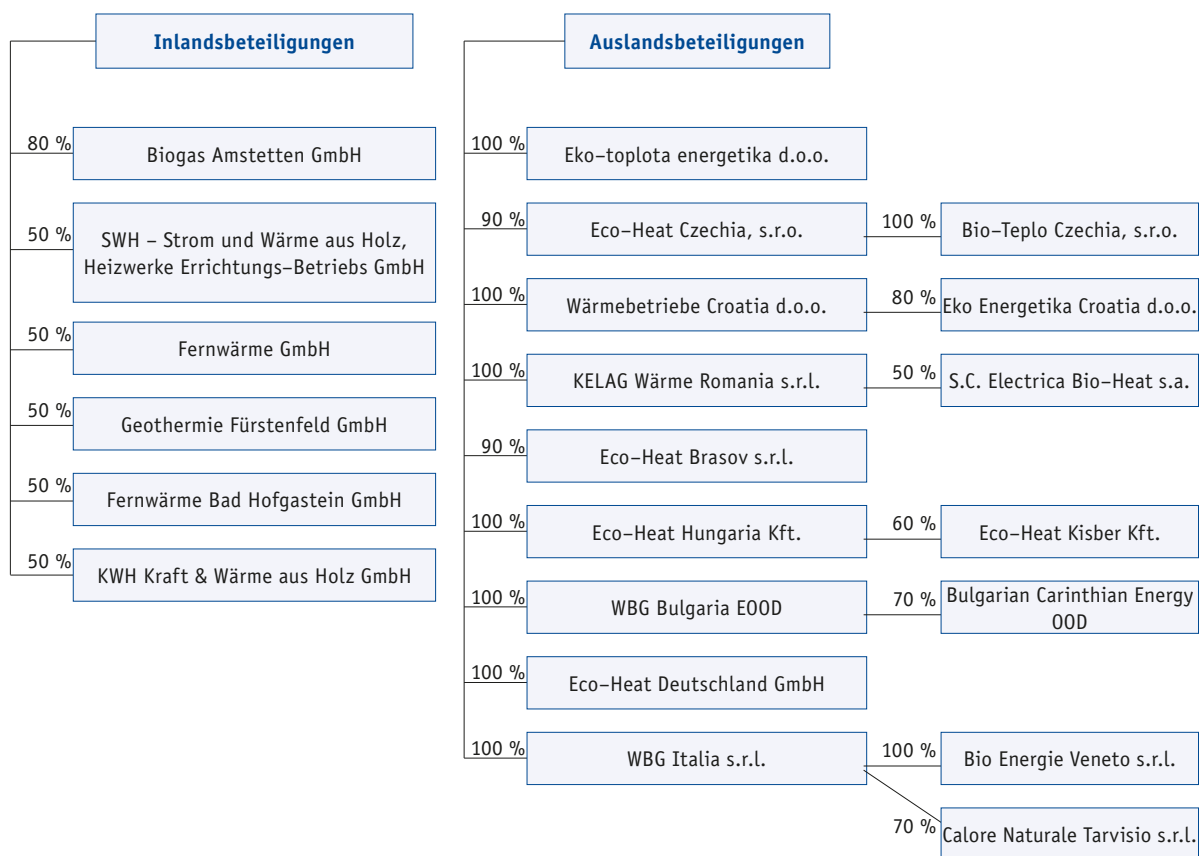 Inlandsbeteiligungen
80 %
Biogas Amstetten GmbH
50 %
SWH – Strom und Wärme aus Holz,
Heizwerke Errichtungs–Betriebs GmbH
50 %
Fernwärme GmbH
50 %
Geothermie Fürstenfeld GmbH
50 %
Fernwärme Bad Hofgastein GmbH
50 %
KWH Kraft & Wärme aus Holz GmbH
Auslandsbeteiligungen
100 %
Eko–toplota energetika d.o.o.
90 %
Eco–Heat Czechia, s.r.o.
100 %
Bio–Teplo Czechia, s.r.o.
100 %
Wärmebetriebe Croatia d.o.o.
80 %
Eko Energetika Croatia d.o.o.
100 %
KELAG Wärme Romania s.r.l.
50 %
S.C. Electrica Bio–Heat s.a.
90 %
Eco–Heat Brasov s.r.l.
100 %
Eco–Heat Hungaria Kft.
60 %
Eco–Heat Kisber Kft.
100 %
WBG Bulgaria EOOD
70 %
Bulgarian Carinthian Energy
OOD
100 %
Eco–Heat Deutschland GmbH
100 %
WBG Italia s.r.l.
100 %
Bio Energie Veneto s.r.l.
70 %
Calore Naturale Tarvisio s.r.l.